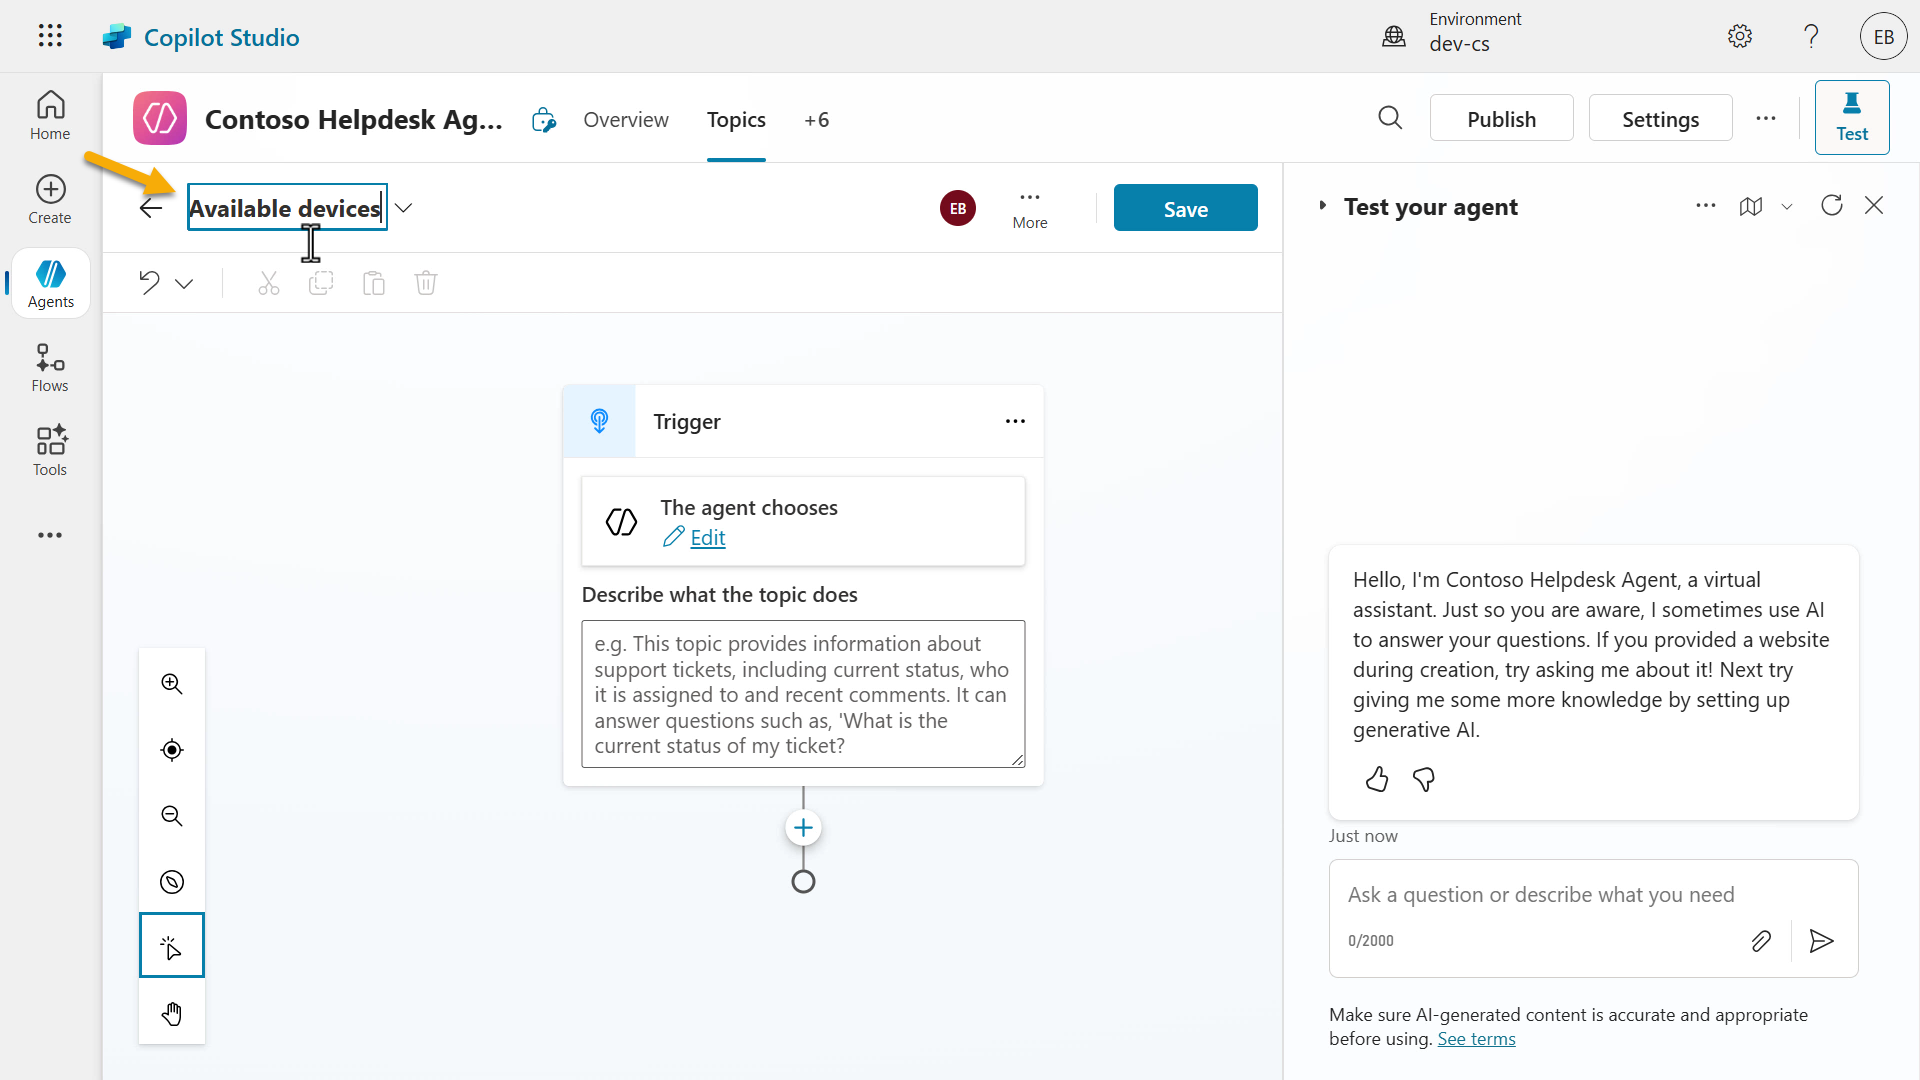 Copilot Studio
Environment
dev-cs
EB
Home
Create
Agents
Flows
Tools
Contoso Helpdesk Ag...
Overview
Topics
+6
Publish
Settings
Test
Available devices
EB
More
Save
Trigger
The agent chooses
Edit
Describe what the topic does
e.g. This topic provides information about
support tickets, including current status, who
it is assigned to and recent comments. It can
answer questions such as, 'What is the
current status of my ticket?
Test your agent
Hello, I'm Contoso Helpdesk Agent, a virtual
assistant. Just so you are aware, I sometimes use AI
to answer your questions. If you provided a website
during creation, try asking me about it! Next try
giving me some more knowledge by setting up
generative AI.
Just now
Ask a question or describe what you need
0/2000
Make sure AI-generated content is accurate and appropriate
before using. See terms